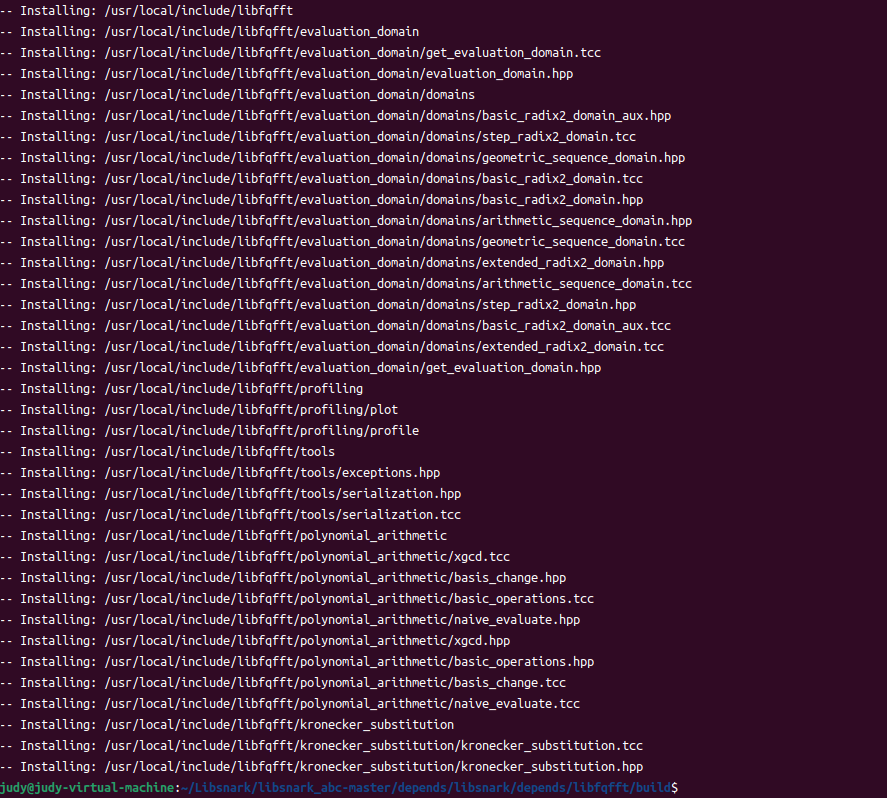 -- Installing: /usr/local/include/libfqfft
-- Installing: /usr/local/include/libfqfft/evaluation_domain
-- Installing: /usr/local/include/libfqfft/evaluation_domain/get_evaluation_domain.tcc
-- Installing: /usr/local/include/libfqfft/evaluation_domain/evaluation_domain.hpp
-- Installing: /usr/local/include/libfqfft/evaluation_domain/domains
-- Installing: /usr/local/include/libfqfft/evaluation_domain/domains/basic_radix2_domain_aux.hpp
-- Installing: /usr/local/include/libfqfft/evaluation_domain/domains/step_radix2_domain.tcc
-- Installing: /usr/local/include/libfqfft/evaluation_domain/domains/geometric_sequence_domain.hpp
-- Installing: /usr/local/include/libfqfft/evaluation_domain/domains/basic_radix2_domain.tcc
-- Installing: /usr/local/include/libfqfft/evaluation_domain/domains/basic_radix2_domain.hpp
-- Installing: /usr/local/include/libfqfft/evaluation_domain/domains/arithmetic_sequence_domain.hpp
-- Installing: /usr/local/include/libfqfft/evaluation_domain/domains/geometric_sequence_domain.tcc
-- Installing: /usr/local/include/libfqfft/evaluation_domain/domains/extended_radix2_domain.hpp
-- Installing: /usr/local/include/libfqfft/evaluation_domain/domains/arithmetic_sequence_domain.tcc
-- Installing: /usr/local/include/libfqfft/evaluation_domain/domains/step_radix2_domain.hpp
-- Installing: /usr/local/include/libfqfft/evaluation_domain/domains/basic_radix2_domain_aux.tcc
-- Installing: /usr/local/include/libfqfft/evaluation_domain/domains/extended_radix2_domain.tcc
-- Installing: /usr/local/include/libfqfft/evaluation_domain/get_evaluation_domain.hpp
-- Installing: /usr/local/include/libfqfft/profiling
-- Installing: /usr/local/include/libfqfft/profiling/plot
-- Installing: /usr/local/include/libfqfft/profiling/profile
-- Installing: /usr/local/include/libfqfft/tools
-- Installing: /usr/local/include/libfqfft/tools/exceptions.hpp
-- Installing: /usr/local/include/libfqfft/tools/serialization.hpp
-- Installing: /usr/local/include/libfqfft/tools/serialization.tcc
-- Installing: /usr/local/include/libfqfft/polynomial_arithmetic
-- Installing: /usr/local/include/libfqfft/polynomial_arithmetic/xgcd.tcc
-- Installing: /usr/local/include/libfqfft/polynomial_arithmetic/basis_change.hpp
-- Installing: /usr/local/include/libfqfft/polynomial_arithmetic/basic_operations.tcc
-- Installing: /usr/local/include/libfqfft/polynomial_arithmetic/naive_evaluate.hpp
-- Installing: /usr/local/include/libfqfft/polynomial_arithmetic/xgcd.hpp
-- Installing: /usr/local/include/libfqfft/polynomial_arithmetic/basic_operations.hpp
-- Installing: /usr/local/include/libfqfft/polynomial_arithmetic/basis_change.tcc
-- Installing: /usr/local/include/libfqfft/polynomial_arithmetic/naive_evaluate.tcc
-- Installing: /usr/local/include/libfqfft/kronecker_substitution
-- Installing: /usr/local/include/libfqfft/kronecker_substitution/kronecker_substitution.tcc
-- Installing: /usr/local/include/libfqfft/kronecker_substitution/kronecker_substitution.hpp
judy@judy-virtual-machine:~/Libsnark/libsnark_abc-master/depends/libsnark/depends/libfqfft/build$